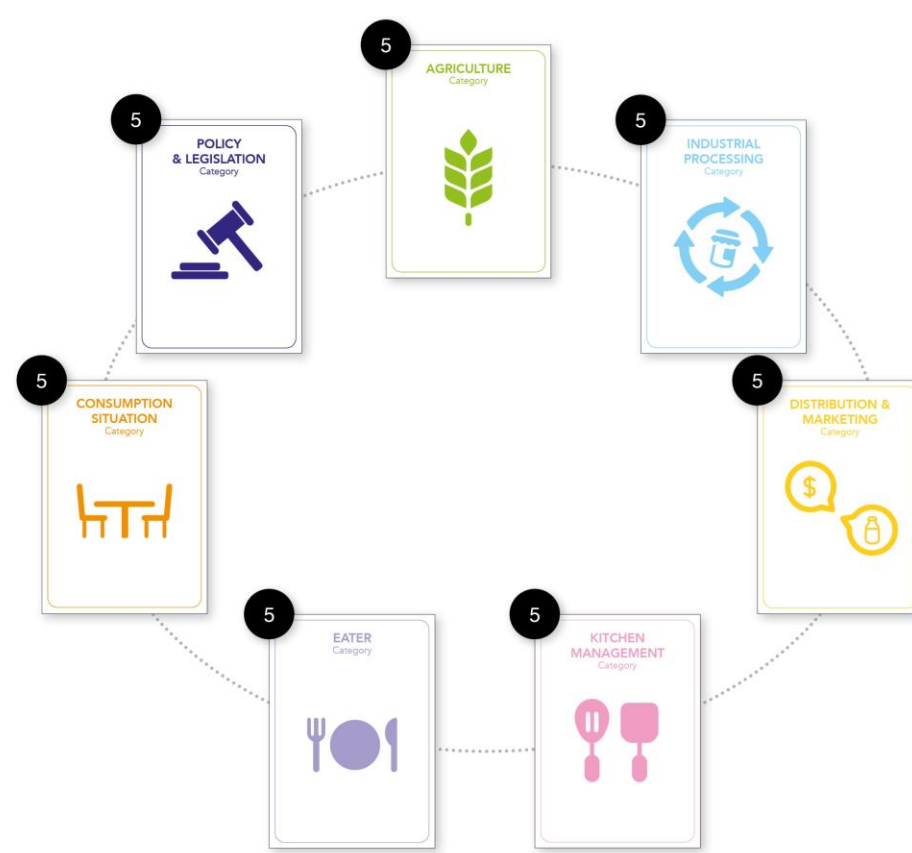 5
AGRICULTURE
Category
5
POLICY
& LEGISLATION
Category
5
INDUSTRIAL
PROCESSING
Category
5
CONSUMPTION
SITUATION
Category
5
DISTRIBUTION &
MARKETING
Category
$
5
EATER
Category
5
KITCHEN
MANAGEMENT
Category